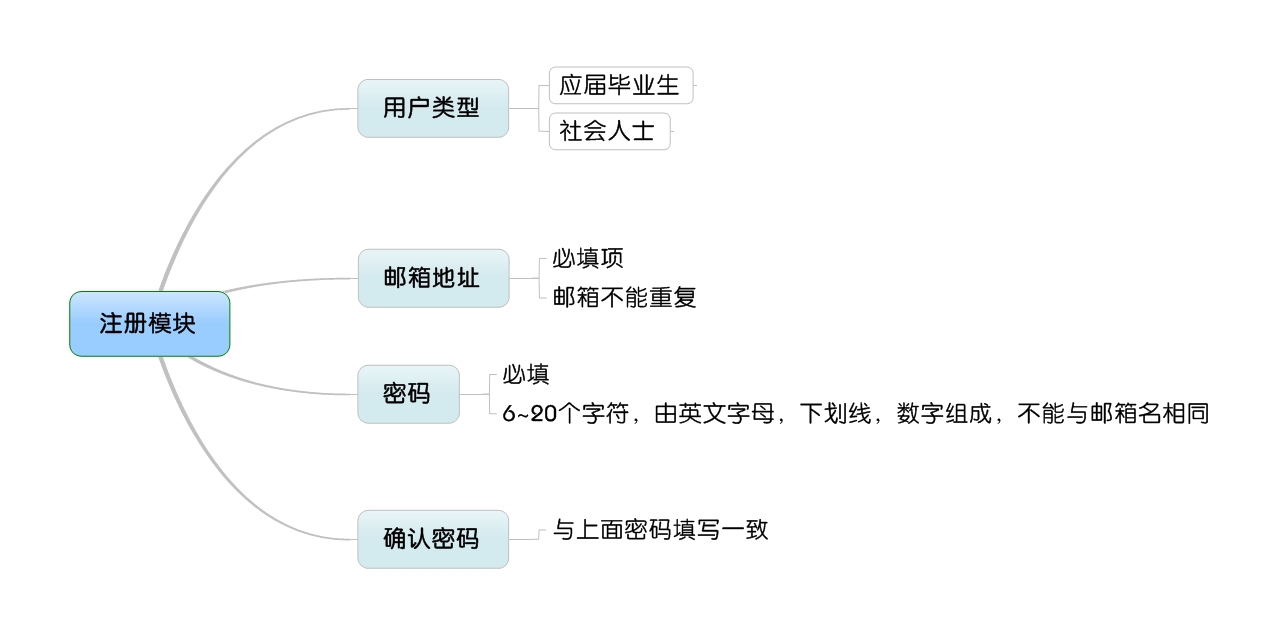 用户类型
应届毕业生
社会人士
邮箱地址
必填项
邮箱不能重复
注册模块
密码
必填
6~20个字符，由英文字母，下划线，数字组成，不能与邮箱名相同
确认密码
与上面密码填写一致